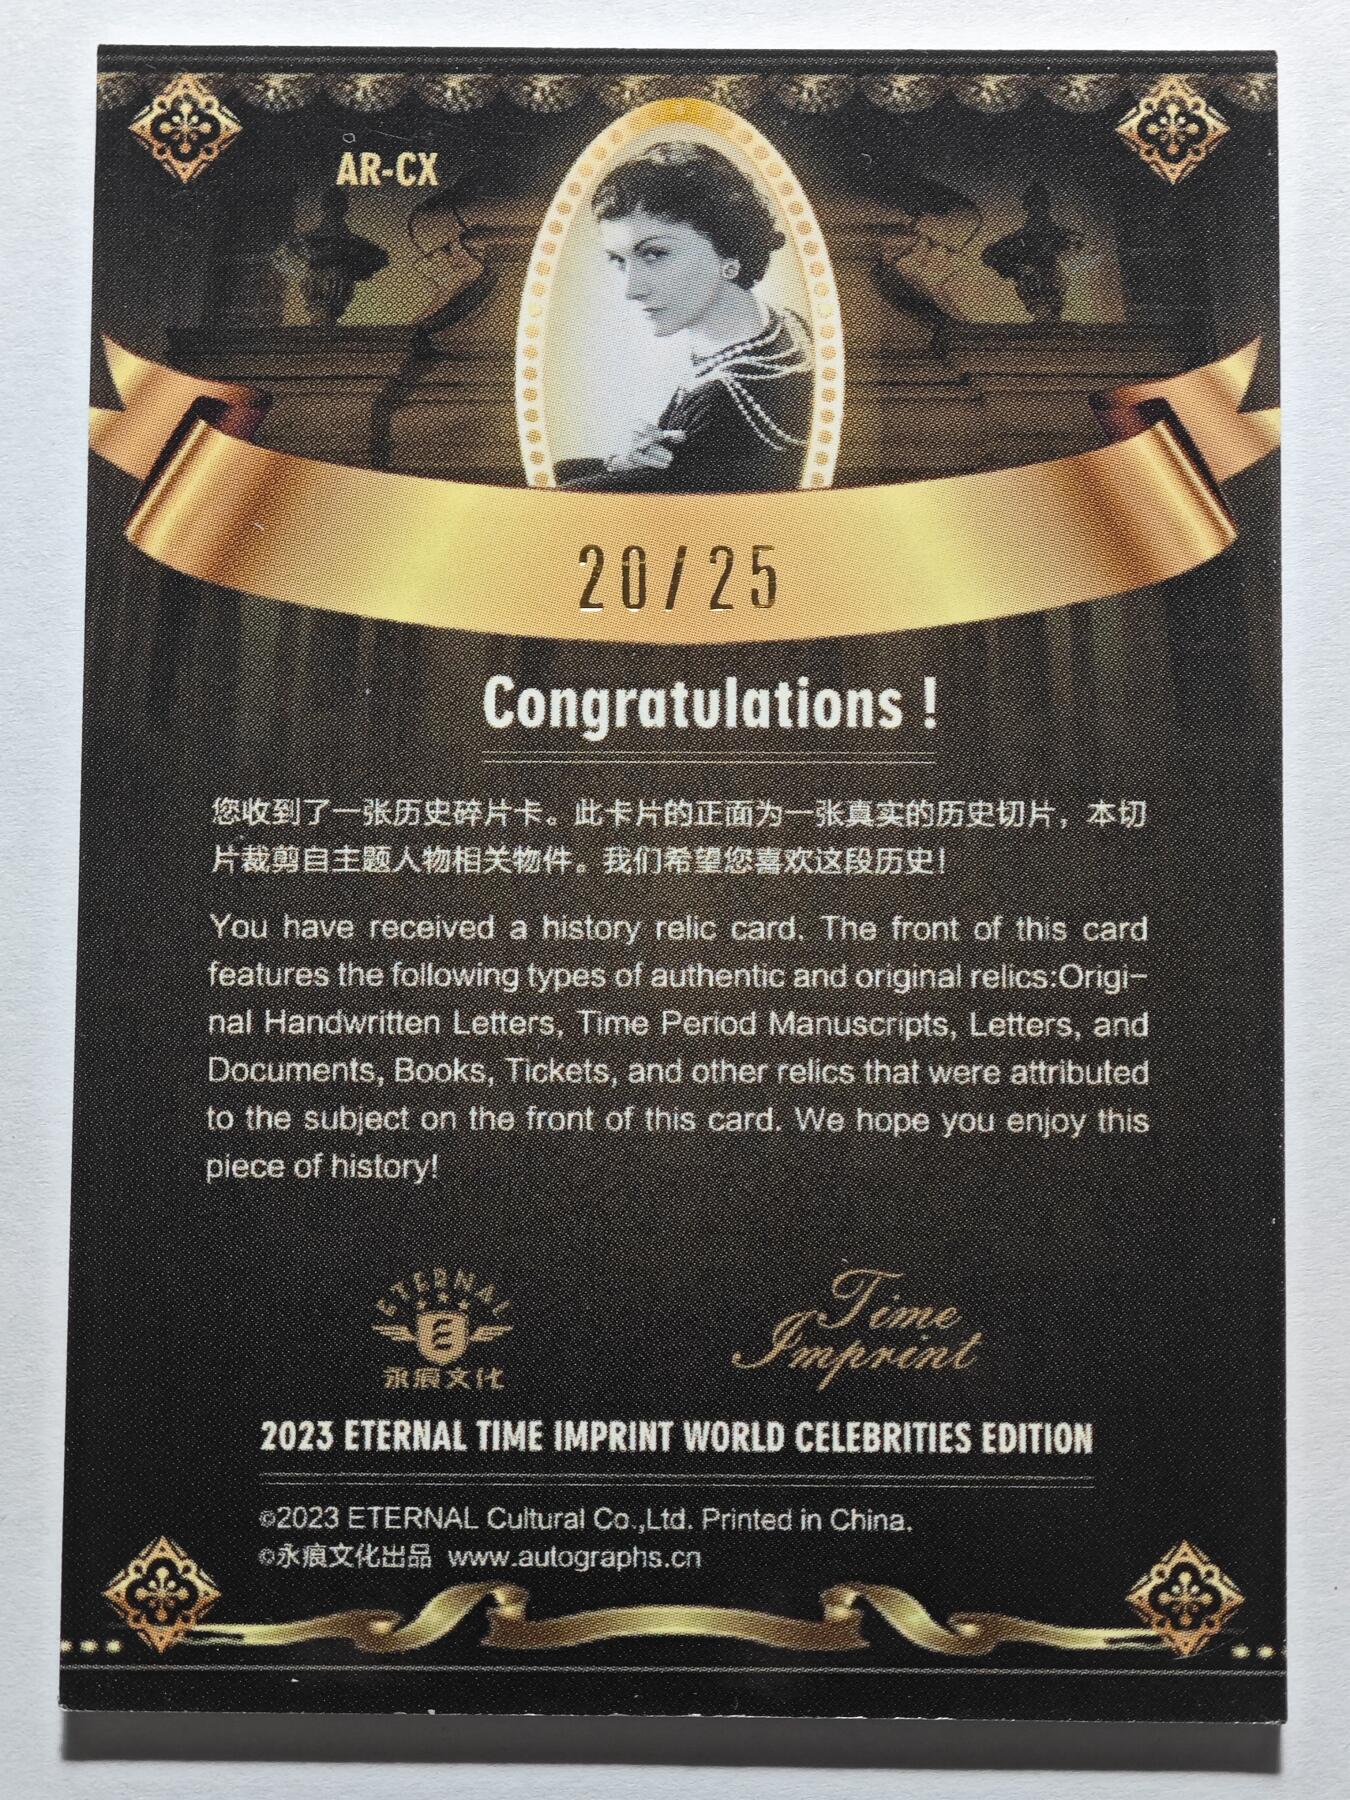 AR-CX
20/25
Congratulations !
您收到了一张历史碎片卡。此卡片的正面为一张真实的历史切片，本切
片裁剪自主题人物相关物件。我们希望您喜欢这段历史！
You have received a history relic card. The front of this card
features the following types of authentic and original relics:Origi-
nal Handwritten Letters, Time Period Manuscripts, Letters, and
Documents, Books, Tickets, and other relics that were attributed
to the subject on the front of this card. We hope you enjoy this
piece of history!
ETERNAL
永痕文化
Time
Imprint
2023 ETERNAL TIME IMPRINT WORLD CELEBRITIES EDITION
©2023 ETERNAL Cultural Co.,Ltd. Printed in China.
©永痕文化出品 www.autographs.cn